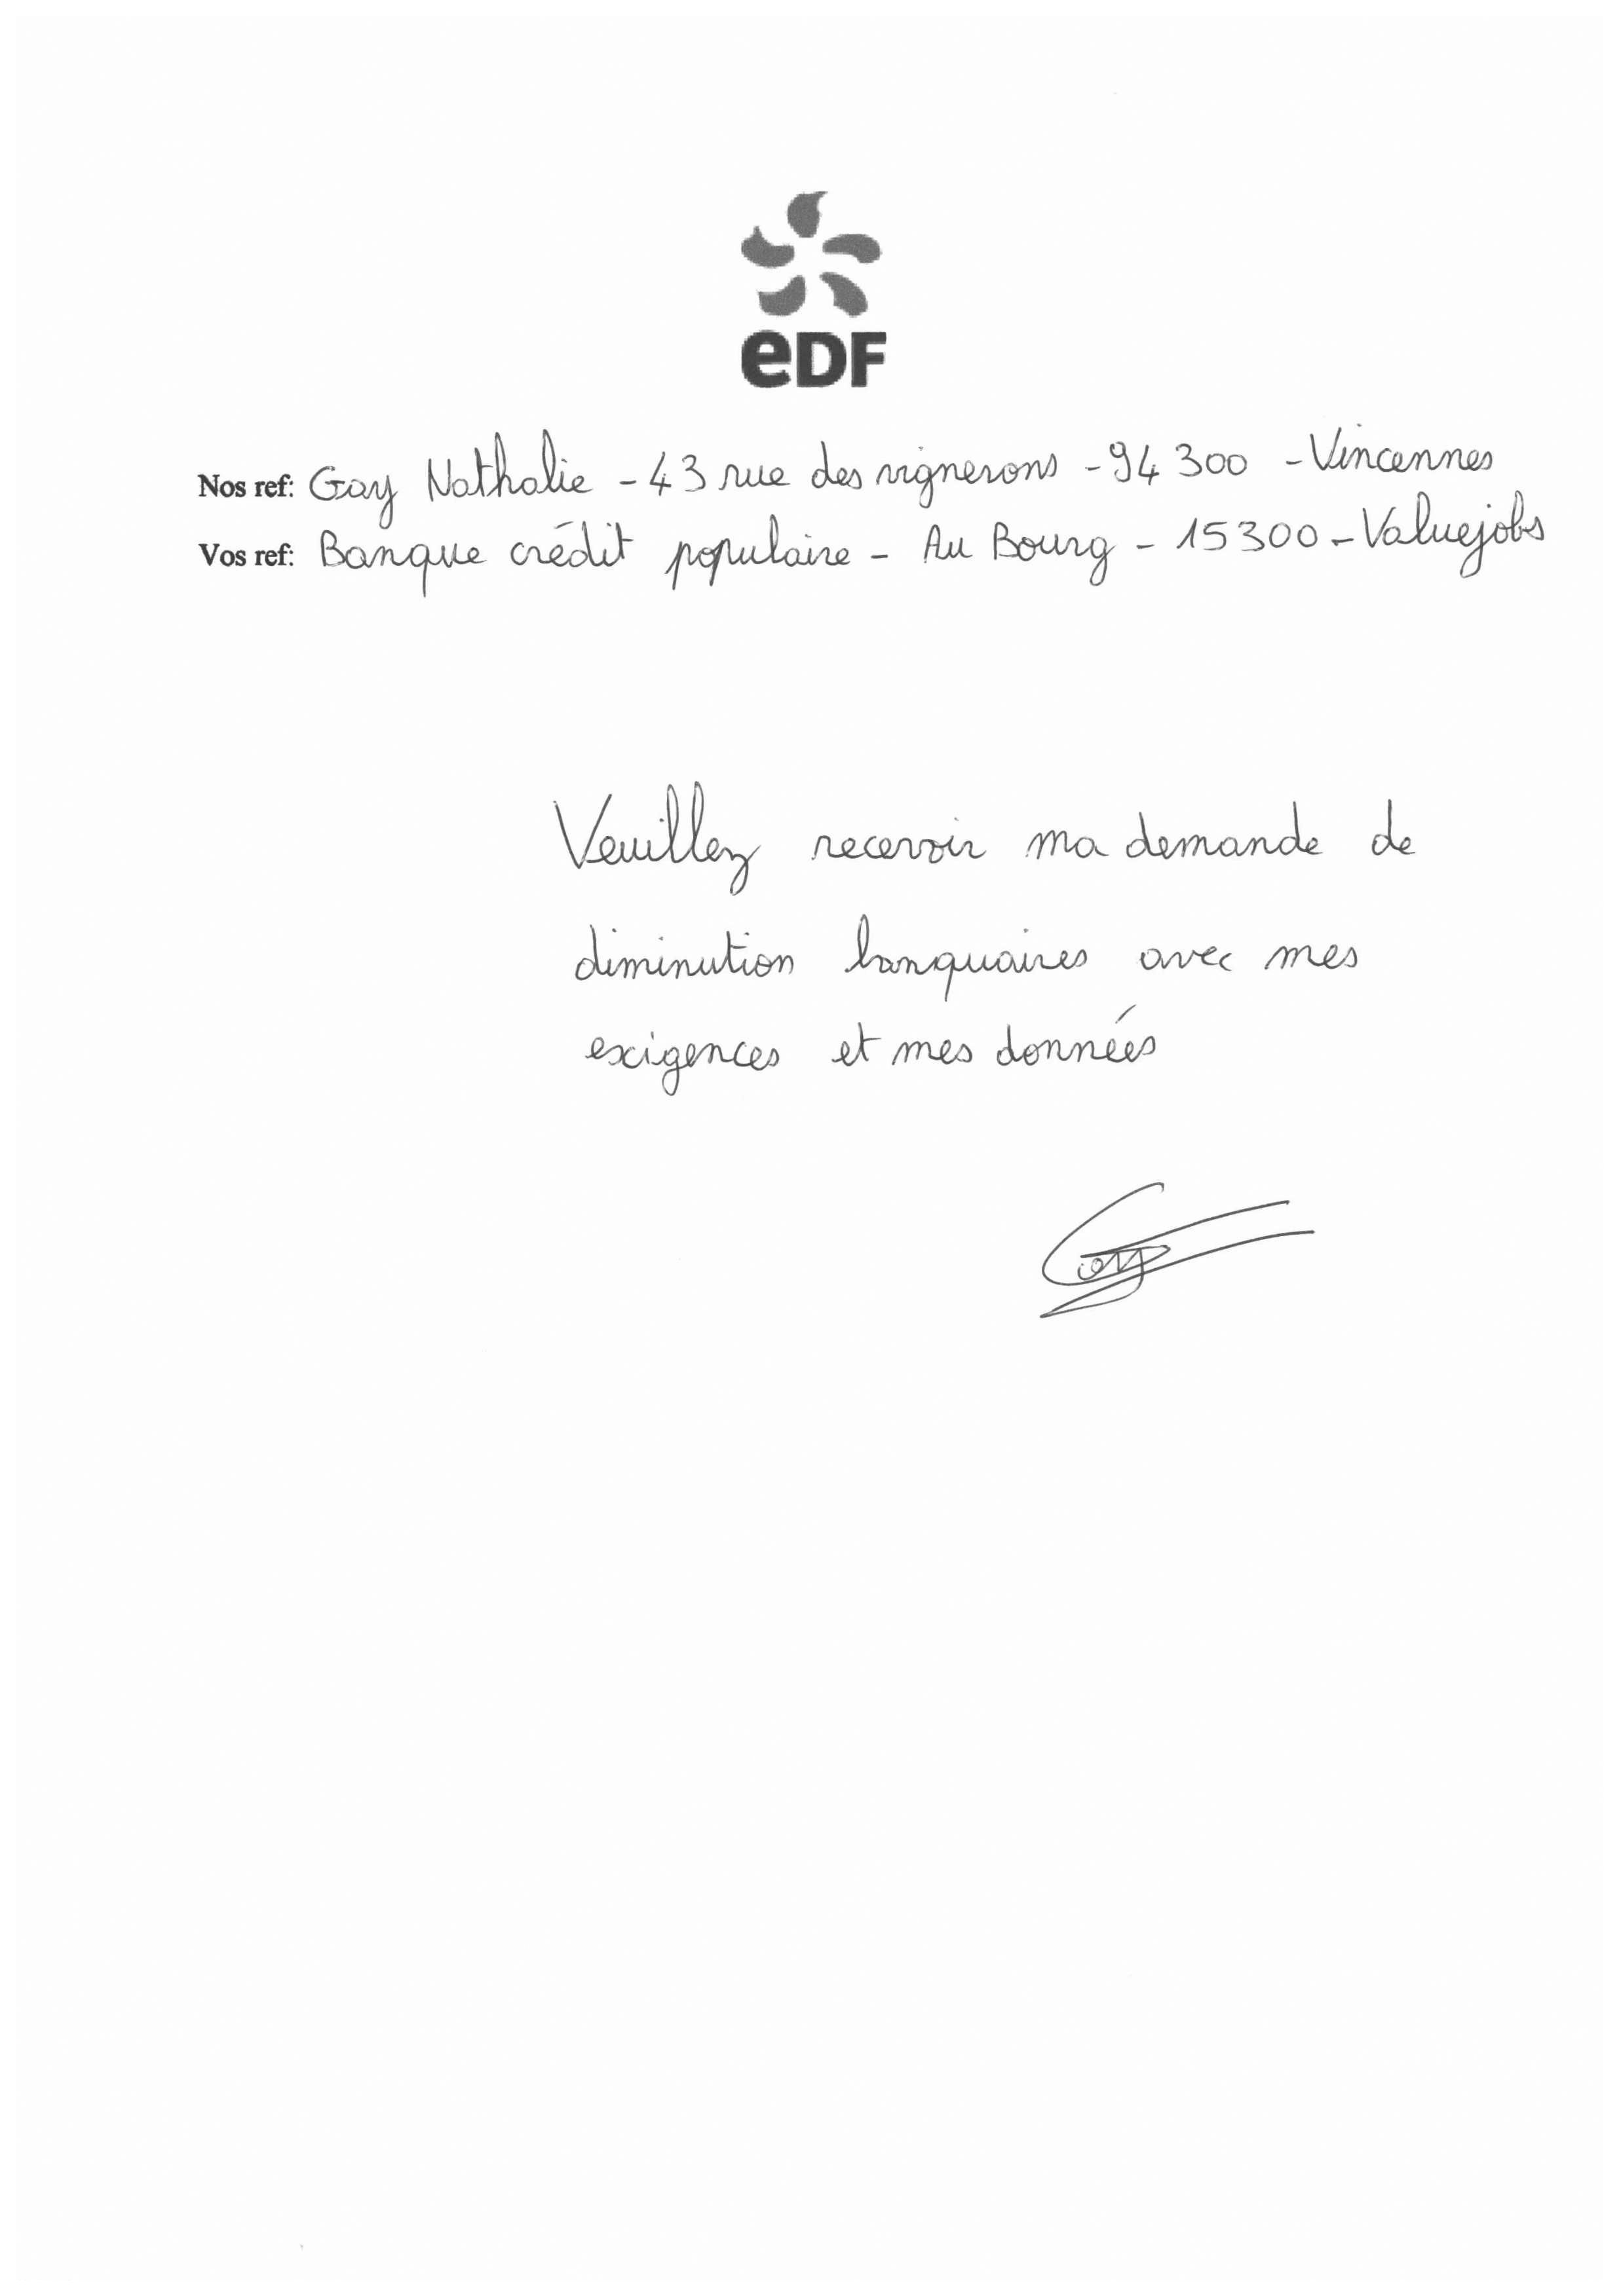 eDF
Nos ref: Gay Nathalie - 43 rue des vignerons - 94 300 - Vincennes
Vos ref: Banque crédit populaire - Au Bourg - 15300 - Valuejobs
Veuillez recevoir ma demande de
diminution banquaires avec mes
exigences et mes données
Gay